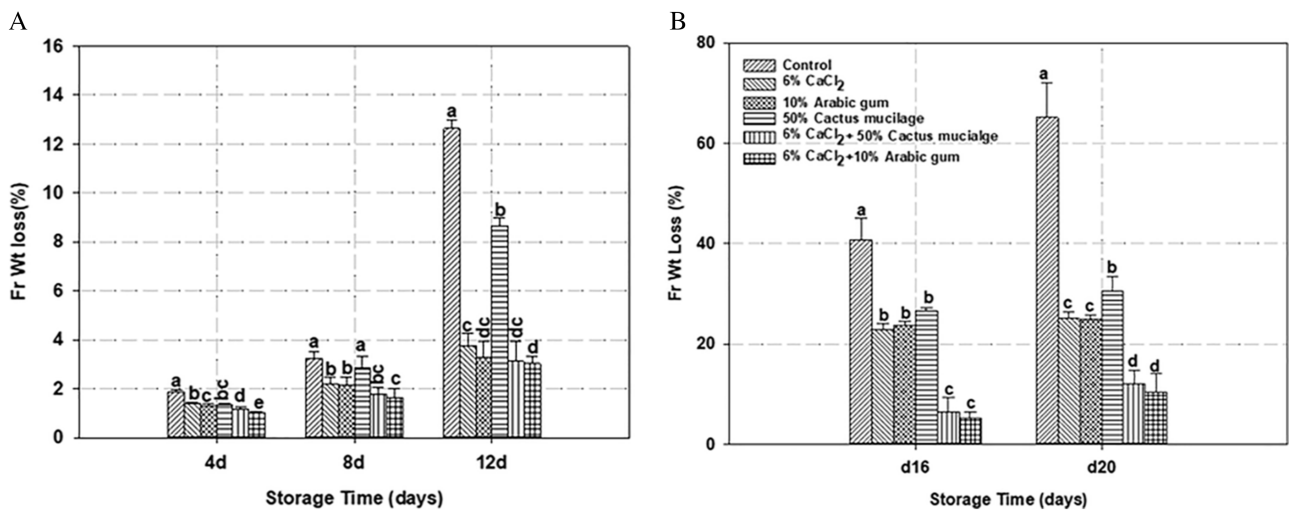 A
Fr Wt loss(%)
16
14
12
10
8
6
4
2
0
a
b
c
bc
d
e
a
b
b
a
bc
c
a
c
dc
b
dc
d
4d
8d
12d
Storage Time (days)
B
Fr Wt Loss (%)
80
60
40
20
0
Control
6% CaCl2
10% Arabic gum
50% Cactus mucilage
6% CaCl2+ 50% Cactus mucialge
6% CaCl2+10% Arabic gum
a
b
b
b
c
c
a
c
c
b
d
d
d16
d20
Storage Time (days)